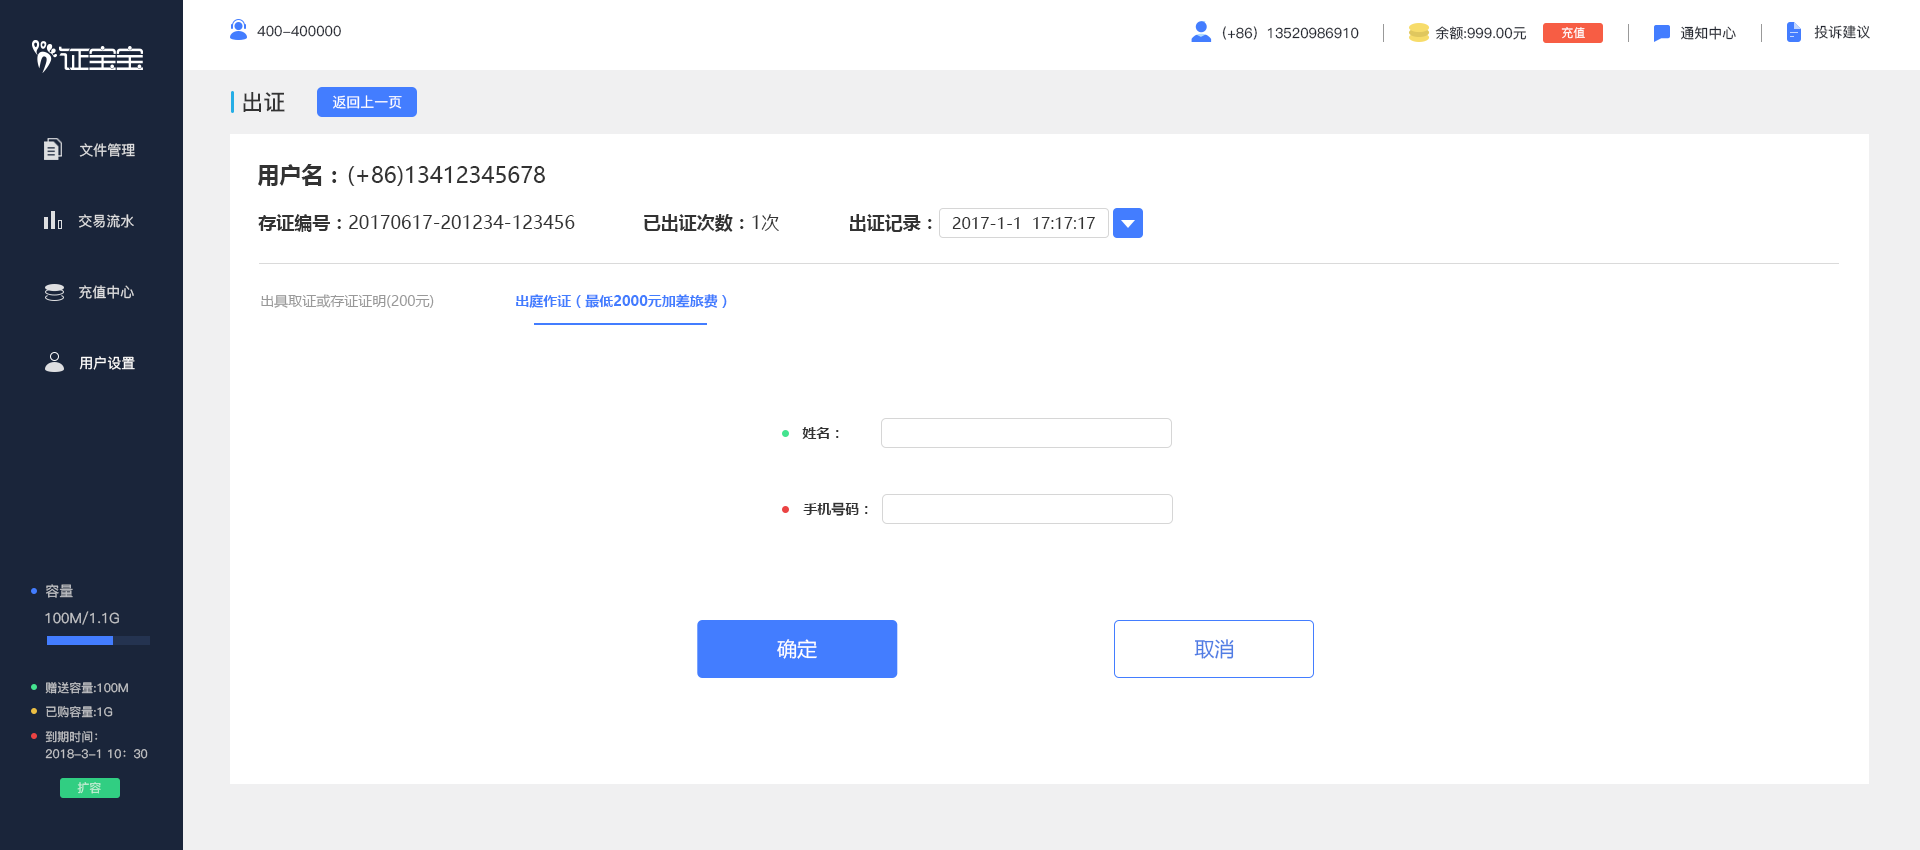 证宝宝
文件管理
交易流水
充值中心
用户设置
容量
100M/1.1G
赠送容量:100M
已购容量:1G
到期时间:
2018-3-1 10: 30
扩容
400-400000
(+86) 13520986910
余额:999.00元
充值
通知中心
投诉建议
出证
返回上一页
用户名：(+86)13412345678
存证编号：20170617-201234-123456 已出证次数：1次 出证记录：2017-1-1 17:17:17
出具取证或存证证明(200元) 出庭作证（最低2000元加差旅费）
姓名：
手机号码：
确定 取消